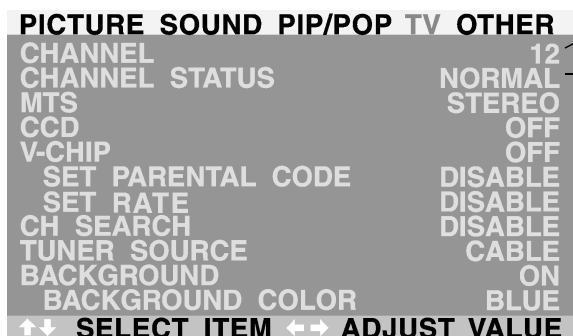 PICTURE SOUND PIP/POP TV OTHER
CHANNEL 12
CHANNEL STATUS NORMAL
MTS STEREO
CCD OFF
V-CHIP OFF
SET PARENTAL CODE DISABLE
SET RATE DISABLE
CH SEARCH DISABLE
TUNER SOURCE CABLE
BACKGROUND ON
BACKGROUND COLOR BLUE
SELECT ITEM ADJUST VALUE